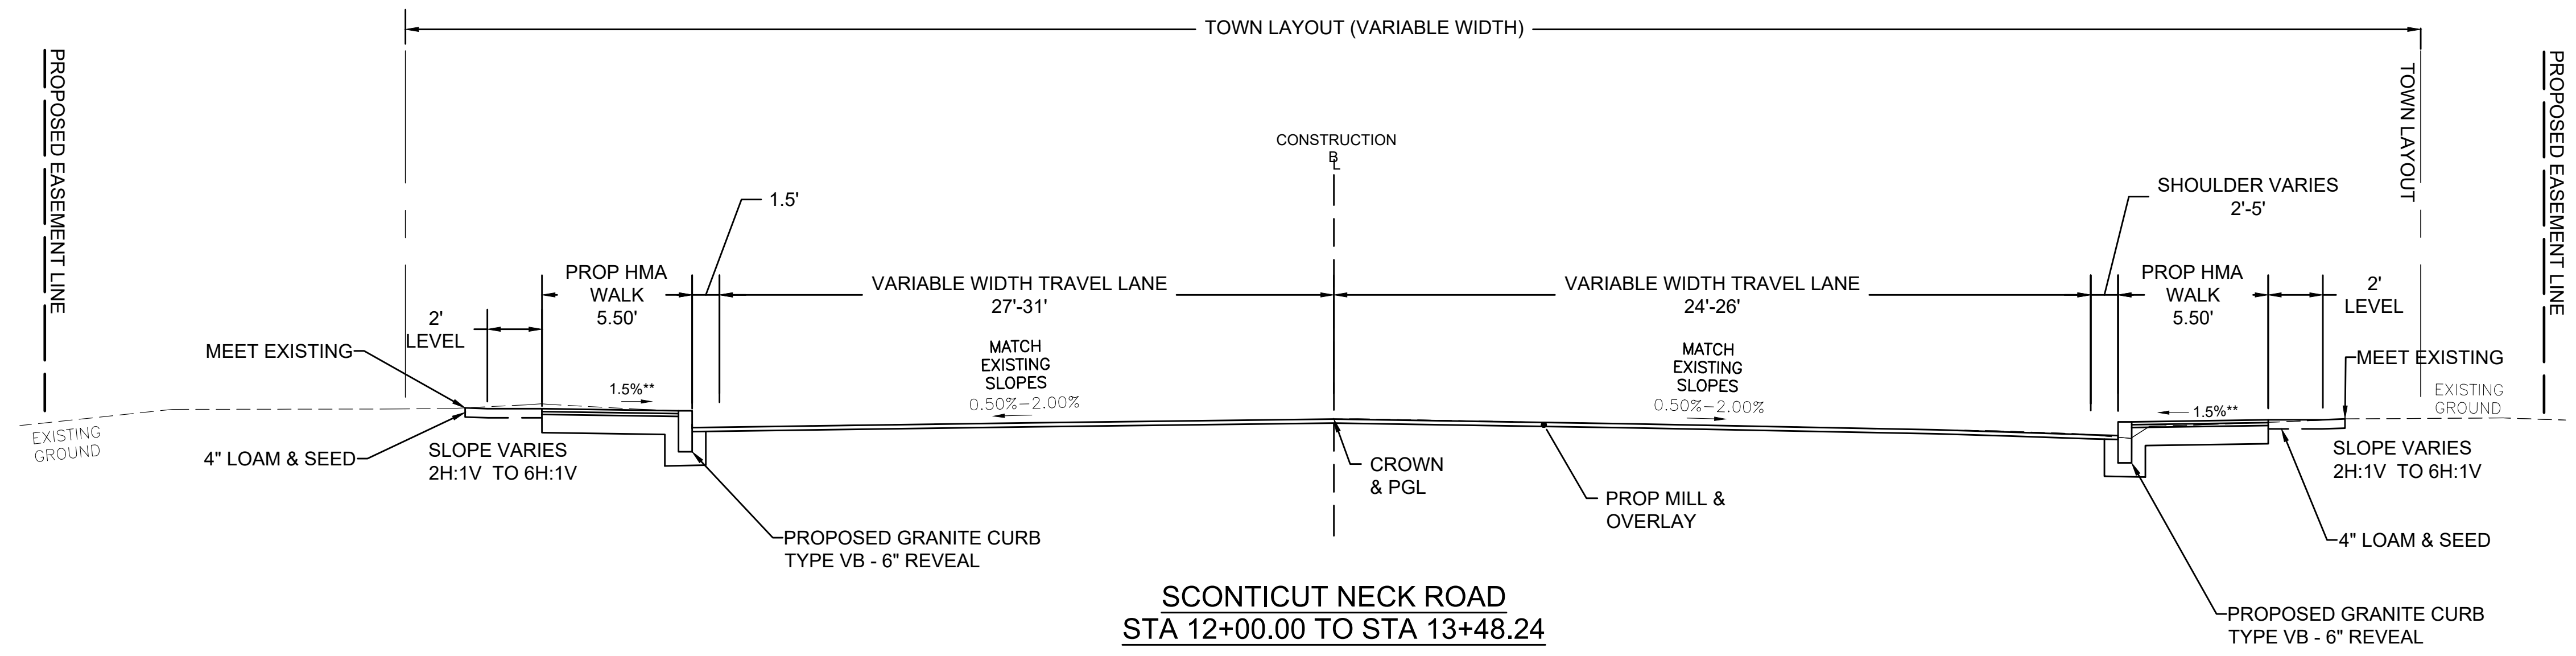 TOWN LAYOUT (VARIABLE WIDTH)
PROPOSED EASEMENT LINE
TOWN LAYOUT
PROPOSED EASEMENT LINE
CONSTRUCTION
BL
1.5'
SHOULDER VARIES
2'-5'
PROP HMA
WALK
5.50'
VARIABLE WIDTH TRAVEL LANE
27'-31'
VARIABLE WIDTH TRAVEL LANE
24'-26'
PROP HMA
WALK
5.50'
2'
LEVEL
2'
LEVEL
MEET EXISTING
1.5%**
MATCH
EXISTING
SLOPES
0.50%-2.00%
MATCH
EXISTING
SLOPES
0.50%-2.00%
1.5%**
MEET EXISTING
EXISTING
GROUND
EXISTING
GROUND
4" LOAM & SEED
SLOPE VARIES
2H:1V TO 6H:1V
CROWN
& PGL
PROP MILL &
OVERLAY
SLOPE VARIES
2H:1V TO 6H:1V
4" LOAM & SEED
PROPOSED GRANITE CURB
TYPE VB - 6" REVEAL
PROPOSED GRANITE CURB
TYPE VB - 6" REVEAL
SCONTICUT NECK ROAD
STA 12+00.00 TO STA 13+48.24